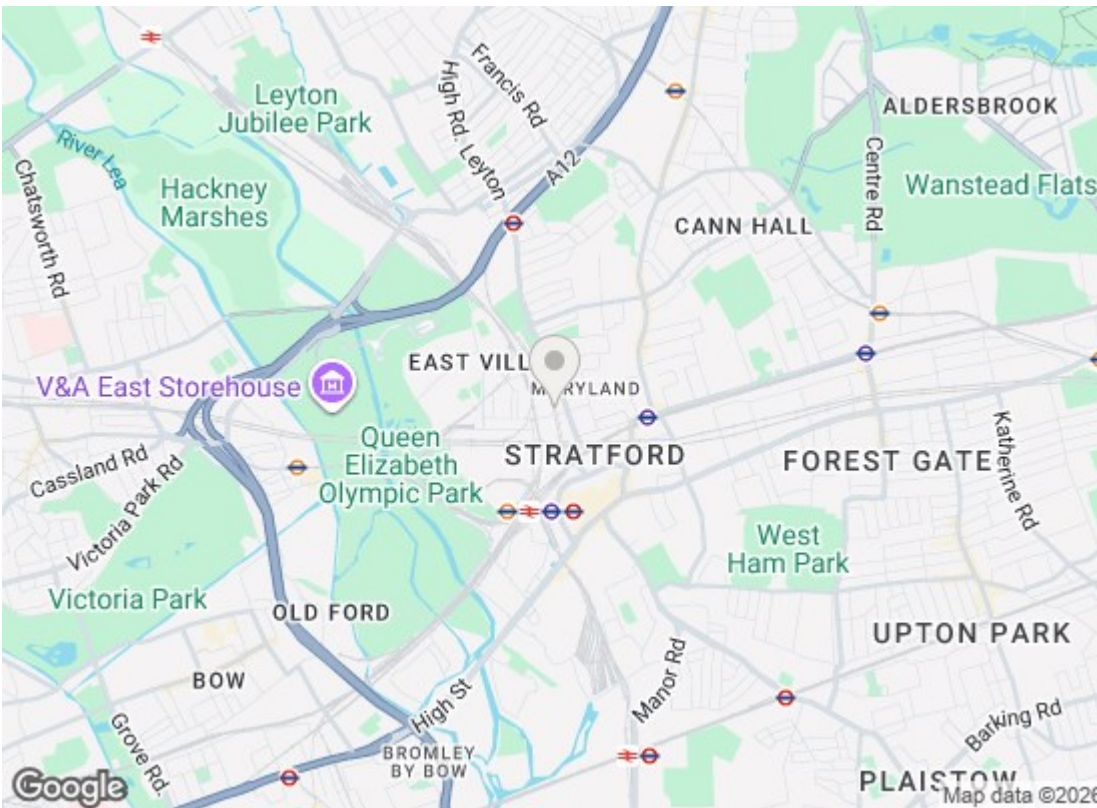 Francis Rd
High Rd. Leyton
Leyton
Jubilee Park
ALDERSBROOK
River Lea
A12
Centre Rd
Chatsworth Rd
Hackney
Marshes
Wanstead Flats
CANN HALL
EAST VILL
V&A East Storehouse
MARYLAND
Queen
Elizabeth
Olympic Park
STRATFORD
FOREST GATE
Katherine Rd
Cassland Rd
Victoria Park Rd
West
Ham Park
Victoria Park
OLD FORD
UPTON PARK
BOW
Manor Rd
High St
Grove Rd.
Barking Rd
BROMLEY
BY BOW
PLAISTOW
Google
Map data ©2026